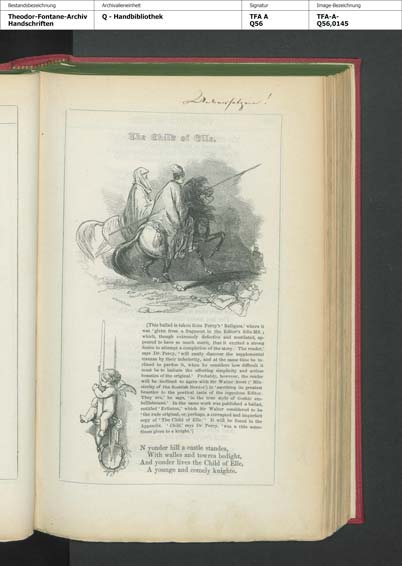 Bestandsbezeichnung
Archivalieneinheit
Signatur
Image-Bezeichnung
Theodor-Fontane-Archiv
Handschriften
Q - Handbibliothek
TFA A
Q56
TFA-A-
Q56,0145
The Child of Elle.
[This ballad is taken from Percy's 'Reliques,' where it
was 'given from a fragment in the Editor's folio MS.;
which, though extremely defective and mutilated, ap-
peared to have so much merit, that it excited a strong
desire to attempt a completion of the story. The reader,
says Dr Percy, 'will easily discover the supplemental
stanzas by their inferiority, and at the same time be in-
clined to pardon it, when he considers how difficult it
must be to imitate the affecting simplicity and artless
beauties of the original.' Probably, however, the reader
will be inclined to agree with Sir Walter Scott ('Min-
strelsy of the Scottish Border') in 'ascribing its greatest
beauties to the poetical taste of the ingenious Editor.
They are,' he says, 'in the true style of Gothic em-
bellishment.' In the same work was published a ballad,
entitled 'Erlinton,' which Sir Walter considered to be
'the rude original, or, perhaps, a corrupted and imperfect
copy of 'The Child of Elle.'' It will be found in the
Appendix. 'Child,' says Dr Percy, 'was a title some-
times given to a knight.']
N yonder hill a castle standes,
With walles and towres bedight,
And yonder lives the Child of Elle,
A younge and comely knighte.